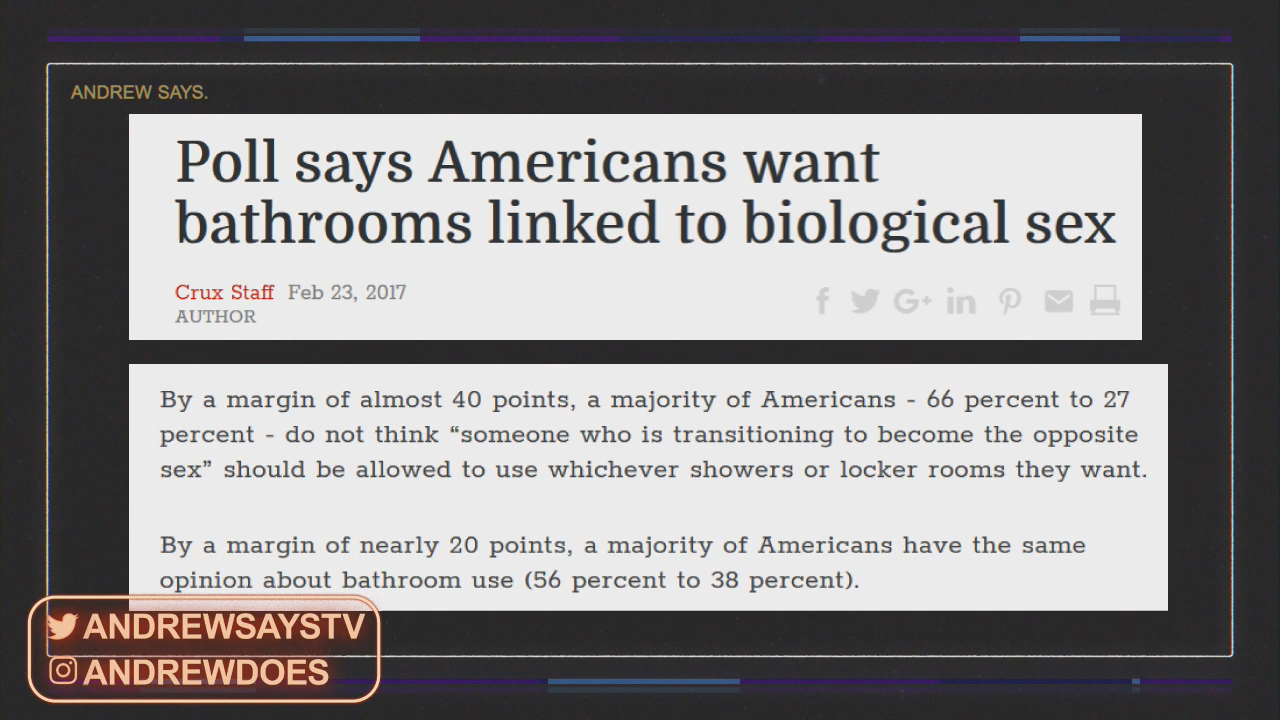 ANDREW SAYS.
Poll says Americans want
bathrooms linked to biological sex
Crux Staff Feb 23, 2017
AUTHOR
By a margin of almost 40 points, a majority of Americans - 66 percent to 27
percent - do not think “someone who is transitioning to become the opposite
sex” should be allowed to use whichever showers or locker rooms they want.
By a margin of nearly 20 points, a majority of Americans have the same
opinion about bathroom use (56 percent to 38 percent).
ANDREWSAYSTV
ANDREWDOES